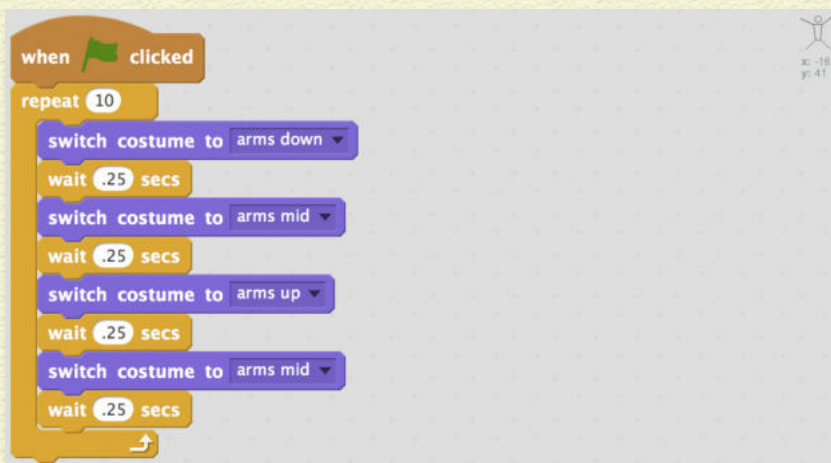 when clicked
repeat 10
switch costume to arms down
wait .25 secs
switch costume to arms mid
wait .25 secs
switch costume to arms up
wait .25 secs
switch costume to arms mid
wait .25 secs
y: 41